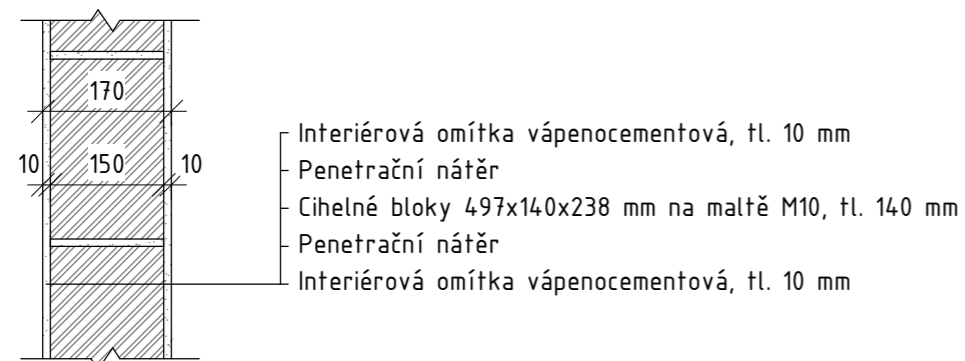 170
10
150
10
Interiérová omítka vápenocementová, tl. 10 mm
Penetrační nátěr
Cihelné bloky 497x140x238 mm na maltě M10, tl. 140 mm
Penetrační nátěr
Interiérová omítka vápenocementová, tl. 10 mm